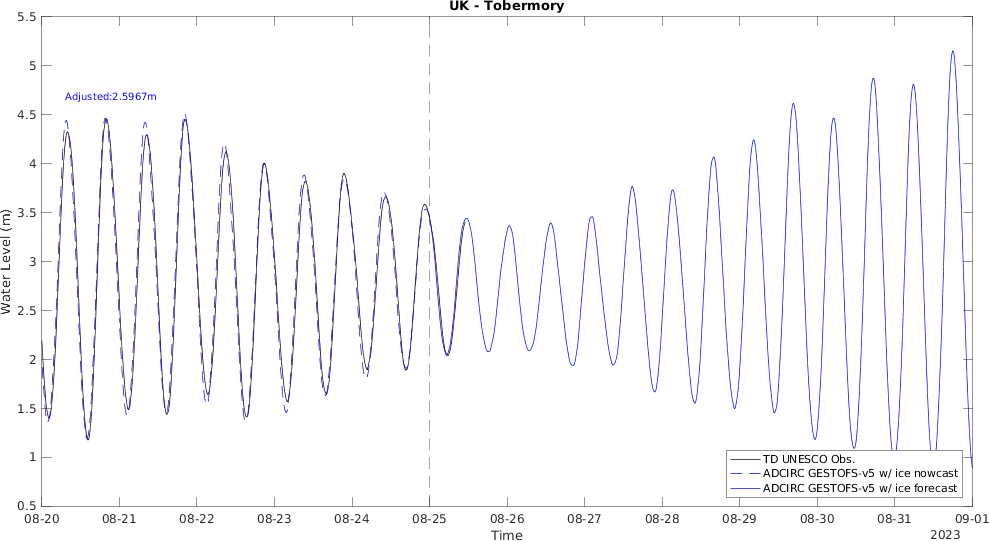 UK - Tobermory
Adjusted:2.5967m
Water Level (m)
5.5
5
4.5
4
3.5
3
2.5
2
1.5
1
0.5
TD UNESCO Obs.
ADCIRC GESTOFS-v5 w/ ice nowcast
ADCIRC GESTOFS-v5 w/ ice forecast
08-20 08-21 08-22 08-23 08-24 08-25 08-26 08-27 08-28 08-29 08-30 08-31 09-01
Time
2023